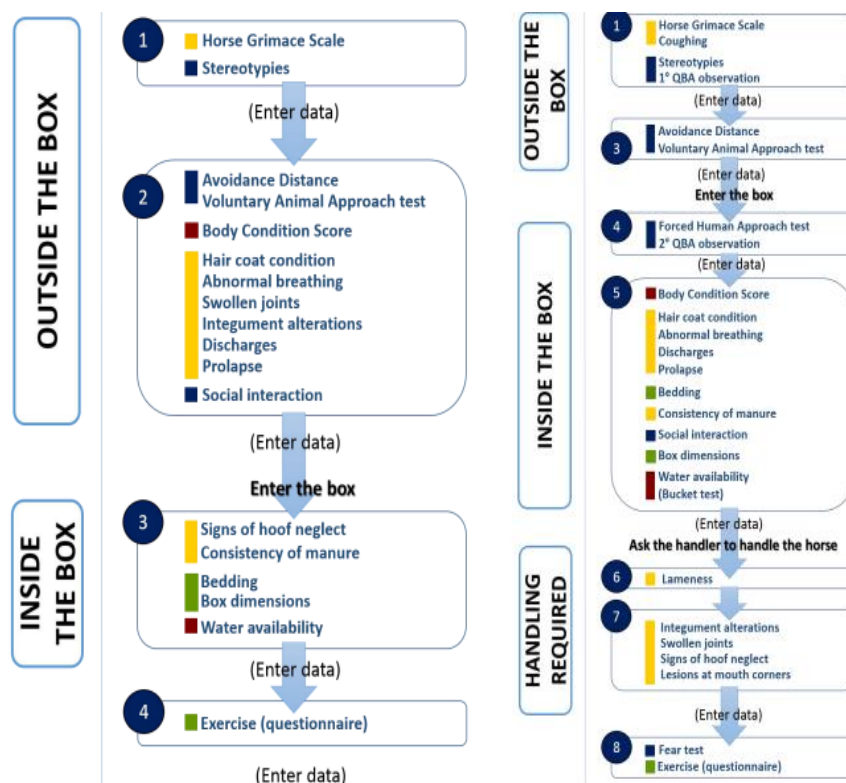 OUTSIDE THE BOX
1
Horse Grimace Scale
Stereotypies
(Enter data)
2
Avoidance Distance
Voluntary Animal Approach test
Body Condition Score
Hair coat condition
Abnormal breathing
Swollen joints
Integument alterations
Discharges
Prolapse
Social interaction
(Enter data)
Enter the box
INSIDE
THE BOX
3
Signs of hoof neglect
Consistency of manure
Bedding
Box dimensions
Water availability
(Enter data)
4
Exercise (questionnaire)
(Enter data)
OUTSIDE THE
BOX
1
Horse Grimace Scale
Coughing
Stereotypies
1° QBA observation
(Enter data)
3
Avoidance Distance
Voluntary Animal Approach test
(Enter data)
Enter the box
INSIDE THE BOX
4
Forced Human Approach test
2° QBA observation
(Enter data)
5
Body Condition Score
Hair coat condition
Abnormal breathing
Discharges
Prolapse
Bedding
Consistency of manure
Social interaction
Box dimensions
Water availability
(Bucket test)
(Enter data)
Ask the handler to handle the horse
HANDLING
REQUIRED
6
Lameness
7
Integument alterations
Swollen joints
Signs of hoof neglect
Lesions at mouth corners
(Enter data)
8
Fear test
Exercise (questionnaire)